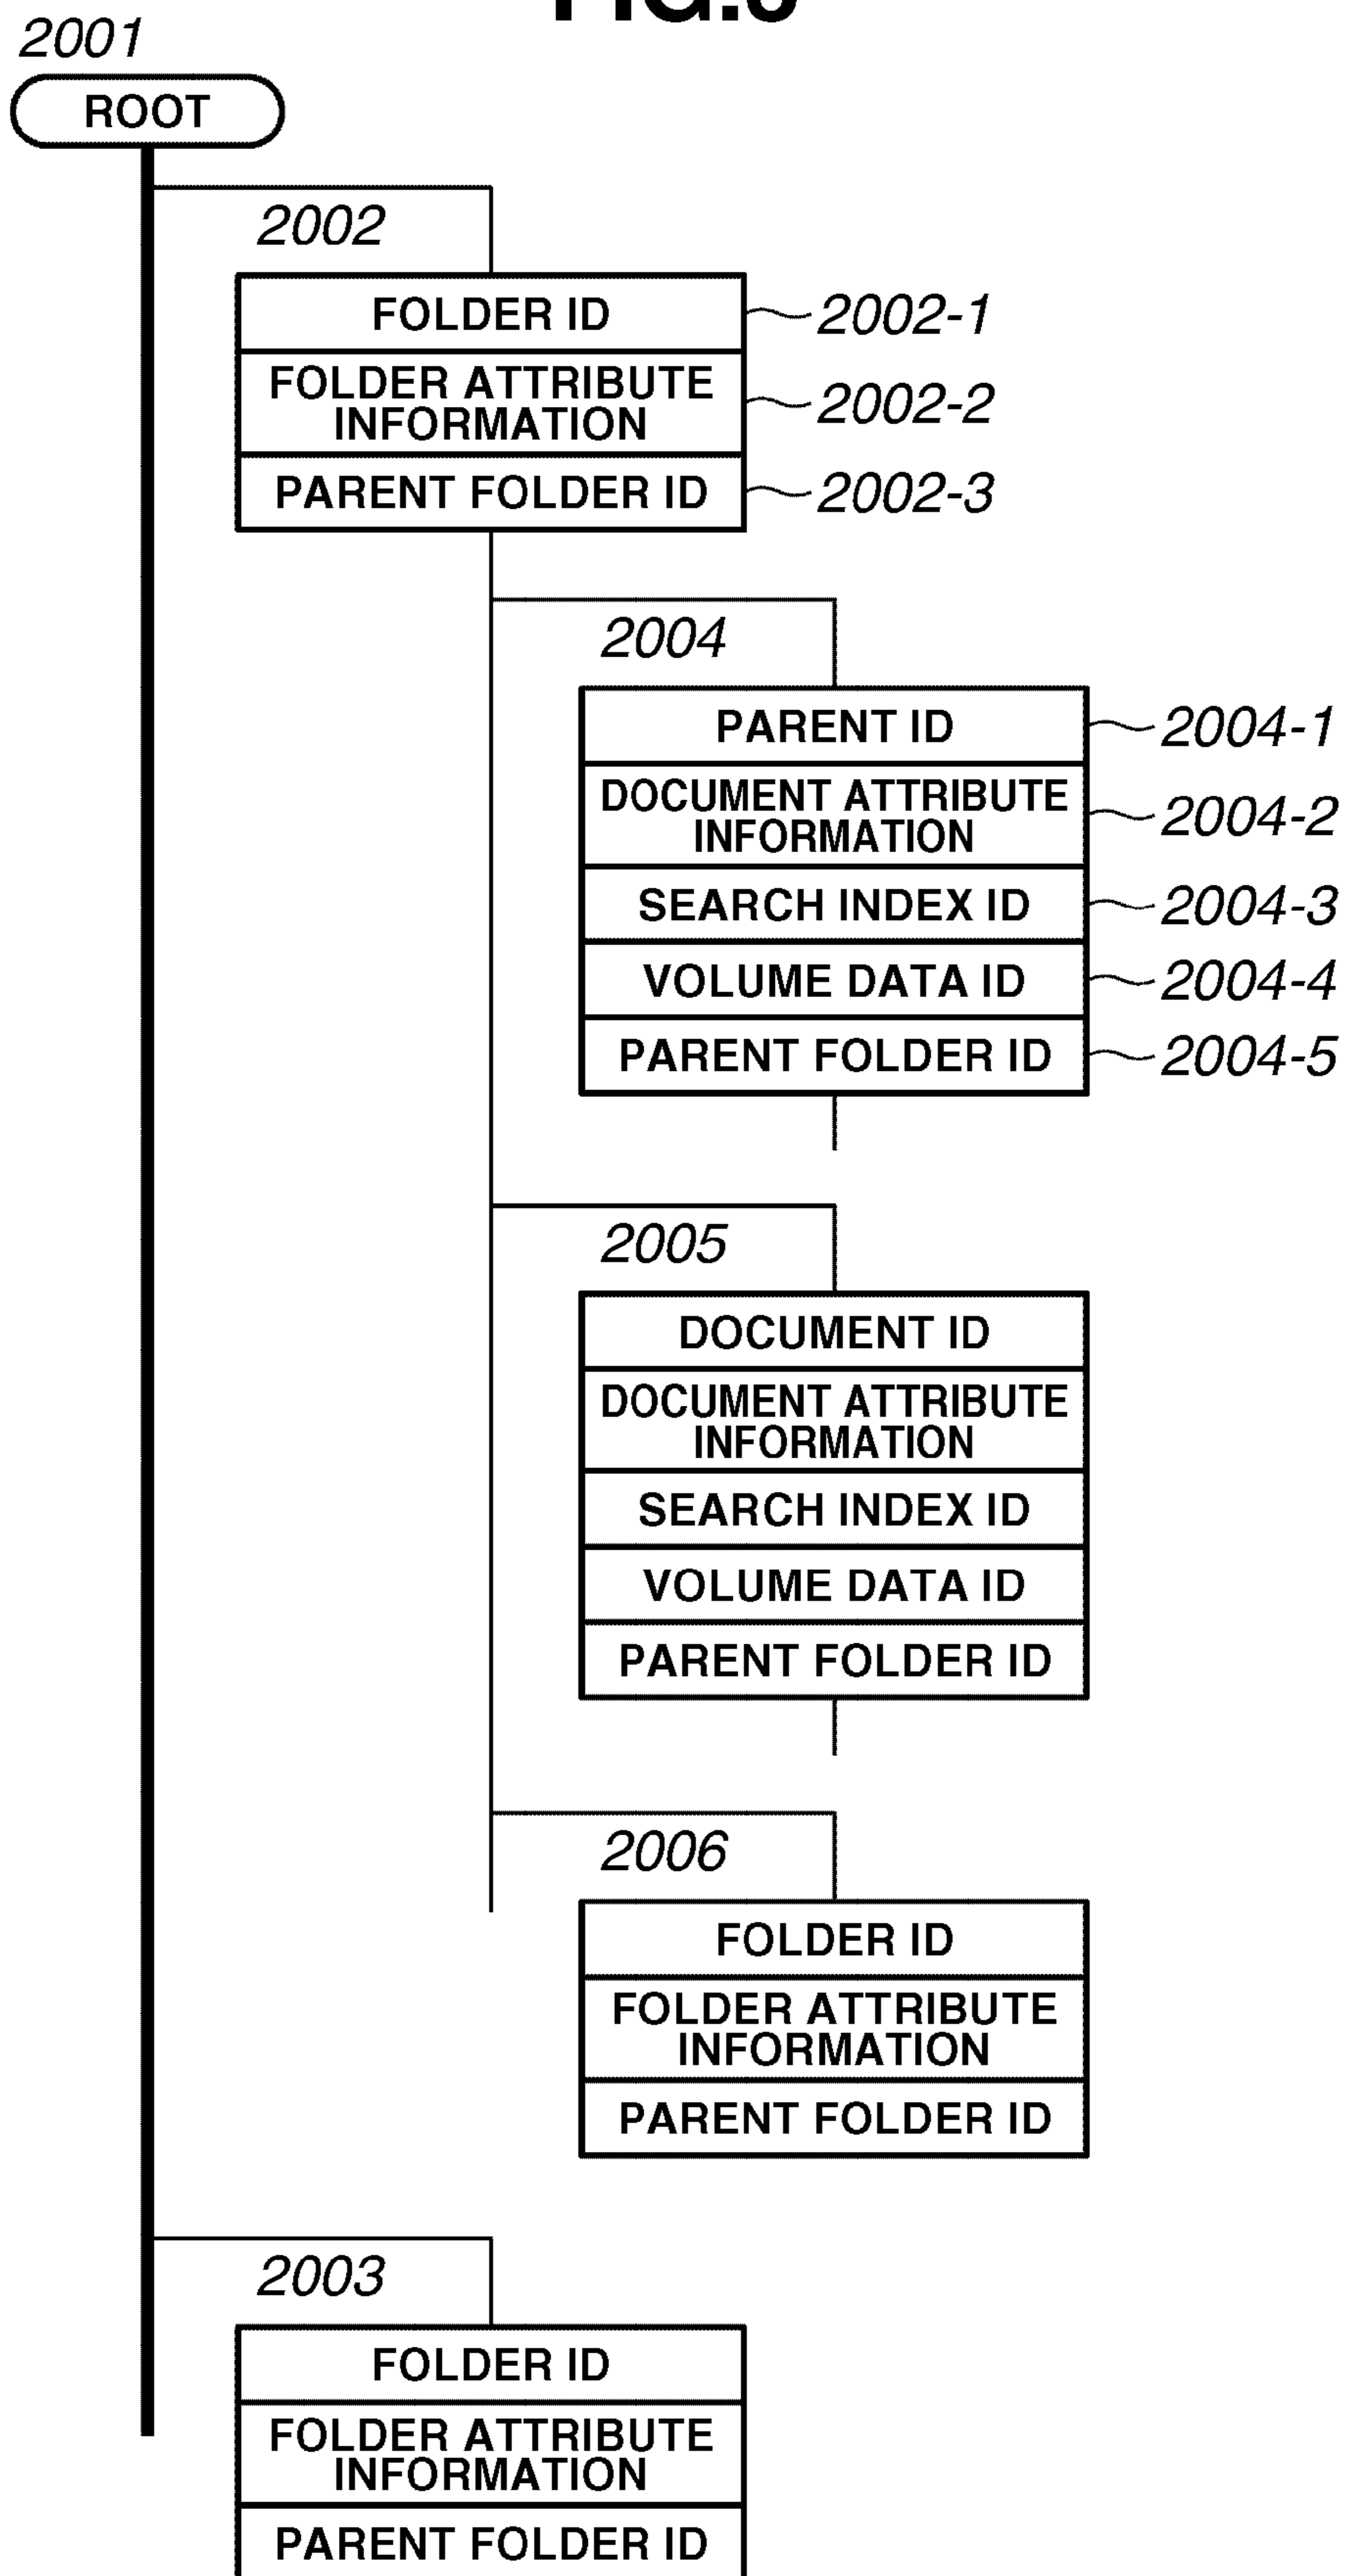 2001
ROOT
2002
FOLDER ID
2002-1
FOLDER ATTRIBUTE
INFORMATION
2002-2
PARENT FOLDER ID
2002-3
2004
PARENT ID
2004-1
DOCUMENT ATTRIBUTE
INFORMATION
2004-2
SEARCH INDEX ID
2004-3
VOLUME DATA ID
2004-4
PARENT FOLDER ID
2004-5
2005
DOCUMENT ID
DOCUMENT ATTRIBUTE
INFORMATION
SEARCH INDEX ID
VOLUME DATA ID
PARENT FOLDER ID
2006
FOLDER ID
FOLDER ATTRIBUTE
INFORMATION
PARENT FOLDER ID
2003
FOLDER ID
FOLDER ATTRIBUTE
INFORMATION
PARENT FOLDER ID